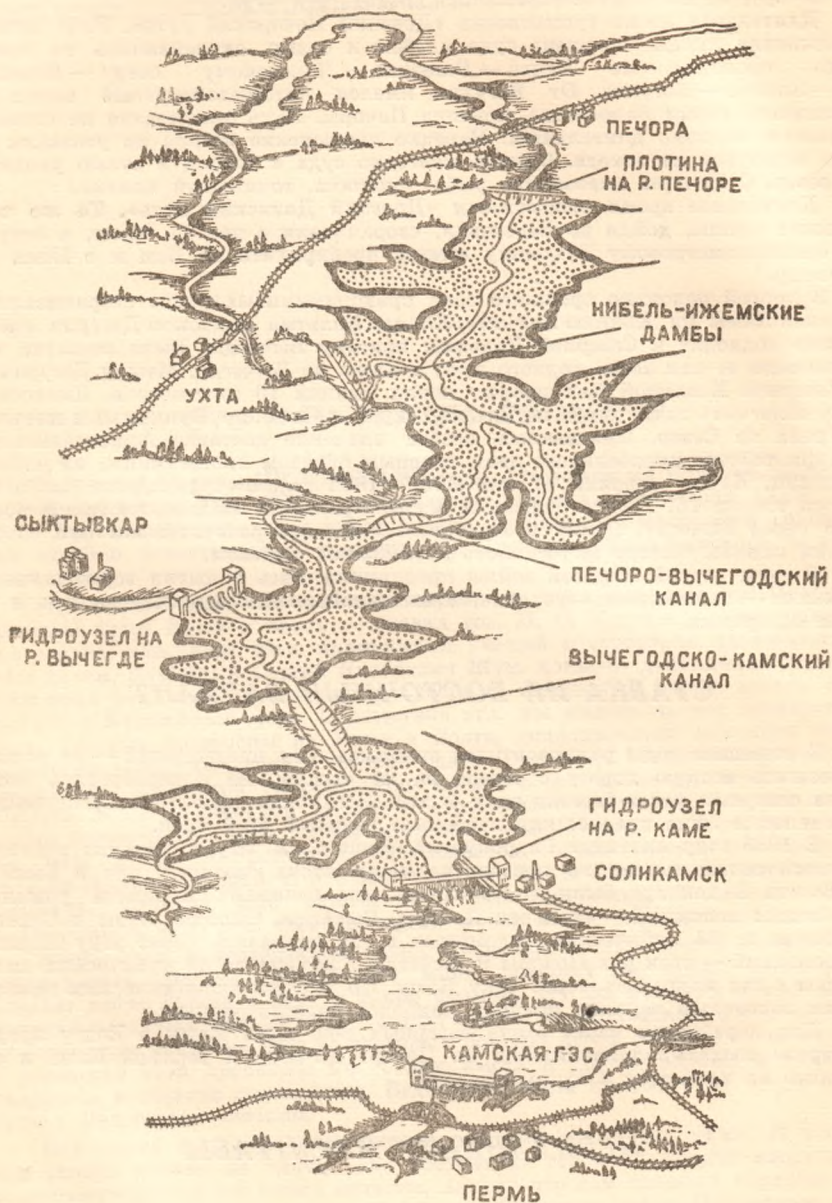 ПЕЧОРА
ПЛОТИНА
НА Р. ПЕЧОРЕ
НИБЕЛЬ-ИЖЕМСКИЕ
ДАМБЫ
УХТА
СЫКТЫВКАР
ПЕЧОРО-ВЫЧЕГОДСКИЙ
КАНАЛ
ГИДРОУЗЕЛ НА
Р. ВЫЧЕГДЕ
ВЫЧЕГОДСКО-КАМСКИЙ
КАНАЛ
ГИДРОУЗЕЛ
НА Р. КАМЕ
СОЛИКАМСК
КАМСКАЯ ГЭС
ПЕРМЬ